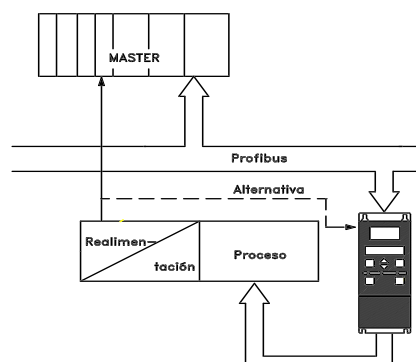 MASTER
Profibus
Alternativa
Realimen-
tación
Proceso